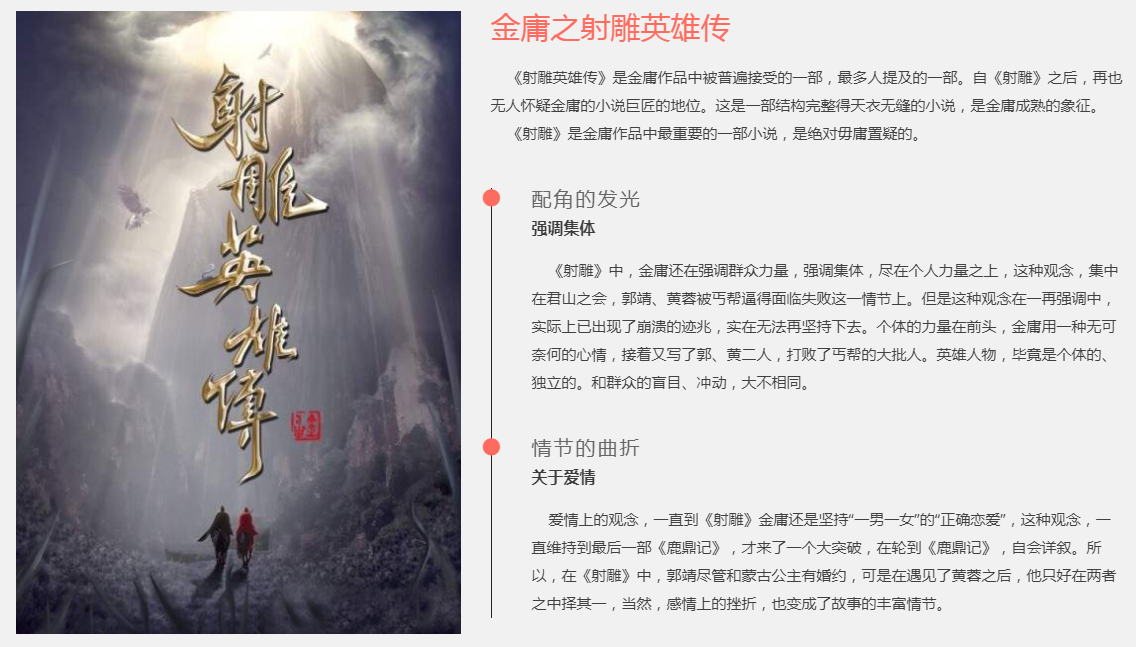 射雕英雄傳
金庸之射雕英雄传
《射雕英雄传》是金庸作品中被普遍接受的一部，最多人提及的一部。自《射雕》之后，再也
无人怀疑金庸的小说巨匠的地位。这是一部结构完整得天衣无缝的小说，是金庸成熟的象征。
《射雕》是金庸作品中最重要的一部小说，是绝对毋庸置疑的。
配角的发光
强调集体
《射雕》中，金庸还在强调群众力量，强调集体，尽在个人力量之上，这种观念，集中
在君山之会，郭靖、黄蓉被丐帮逼得面临失败这一情节上。但是这种观念在一再强调中，
实际上已出现了崩溃的迹兆，实在无法再坚持下去。个体的力量在前头，金庸用一种无可
奈何的心情，接着又写了郭、黄二人，打败了丐帮的大批人。英雄人物，毕竟是个体的、
独立的。和群众的盲目、冲动，大不相同。
情节的曲折
关于爱情
爱情上的观念，一直到《射雕》金庸还是坚持“一男一女”的“正确恋爱”，这种观念，一
直维持到最后一部《鹿鼎记》，才来了一个大突破，在轮到《鹿鼎记》，自会详叙。所
以，在《射雕》中，郭靖尽管和蒙古公主有婚约，可是在遇见了黄蓉之后，他只好在两者
之中择其一，当然，感情上的挫折，也变成了故事的丰富情节。